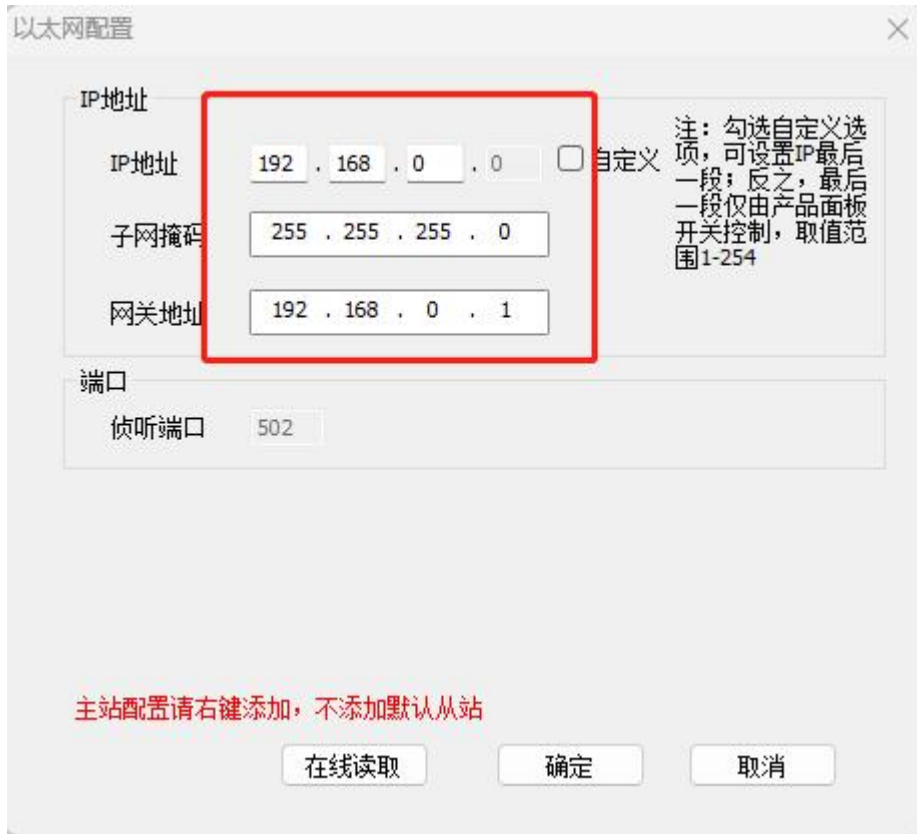 以太网配置
IP地址
IP地址 192 . 168 . 0 . 0 自定义
注：勾选自定义选
项，可设置IP最后
一段；反之，最后
一段仅由产品面板
开关控制，取值范
围1-254
子网掩码 255 . 255 . 255 . 0
网关地址 192 . 168 . 0 . 1
端口
侦听端口 502
主站配置请右键添加，不添加默认从站
在线读取 确定 取消